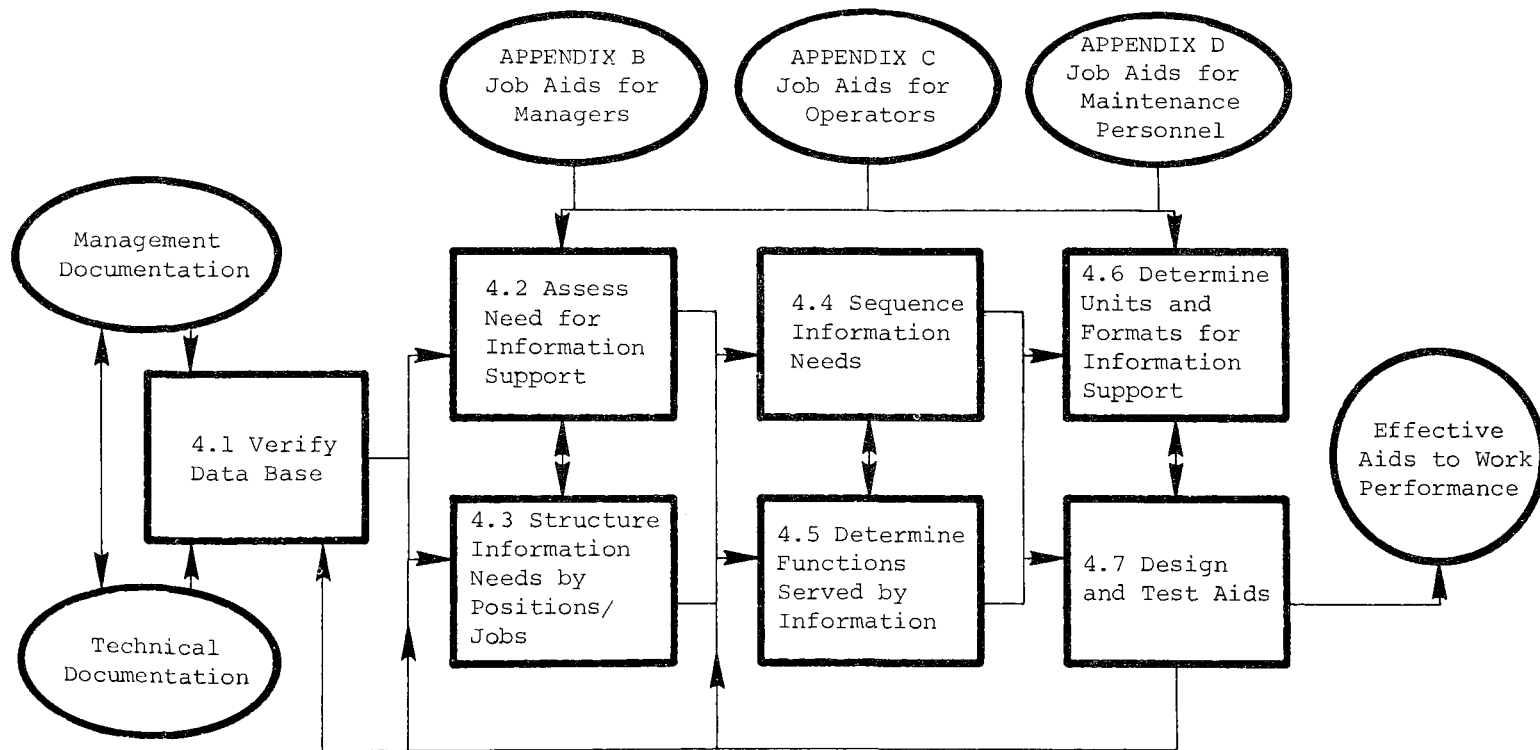 APPENDIX B
Job Aids for
Managers
APPENDIX C
Job Aids for
Operators
APPENDIX D
Job Aids for
Maintenance
Personnel
Management
Documentation
4.1 Verify
Data Base
Technical
Documentation
4.2 Assess
Need for
Information
Support
4.3 Structure
Information
Needs by
Positions/
Jobs
4.4 Sequence
Information
Needs
4.5 Determine
Functions
Served by
Information
4.6 Determine
Units and
Formats for
Information
Support
4.7 Design
and Test Aids
Effective
Aids to Work
Performance